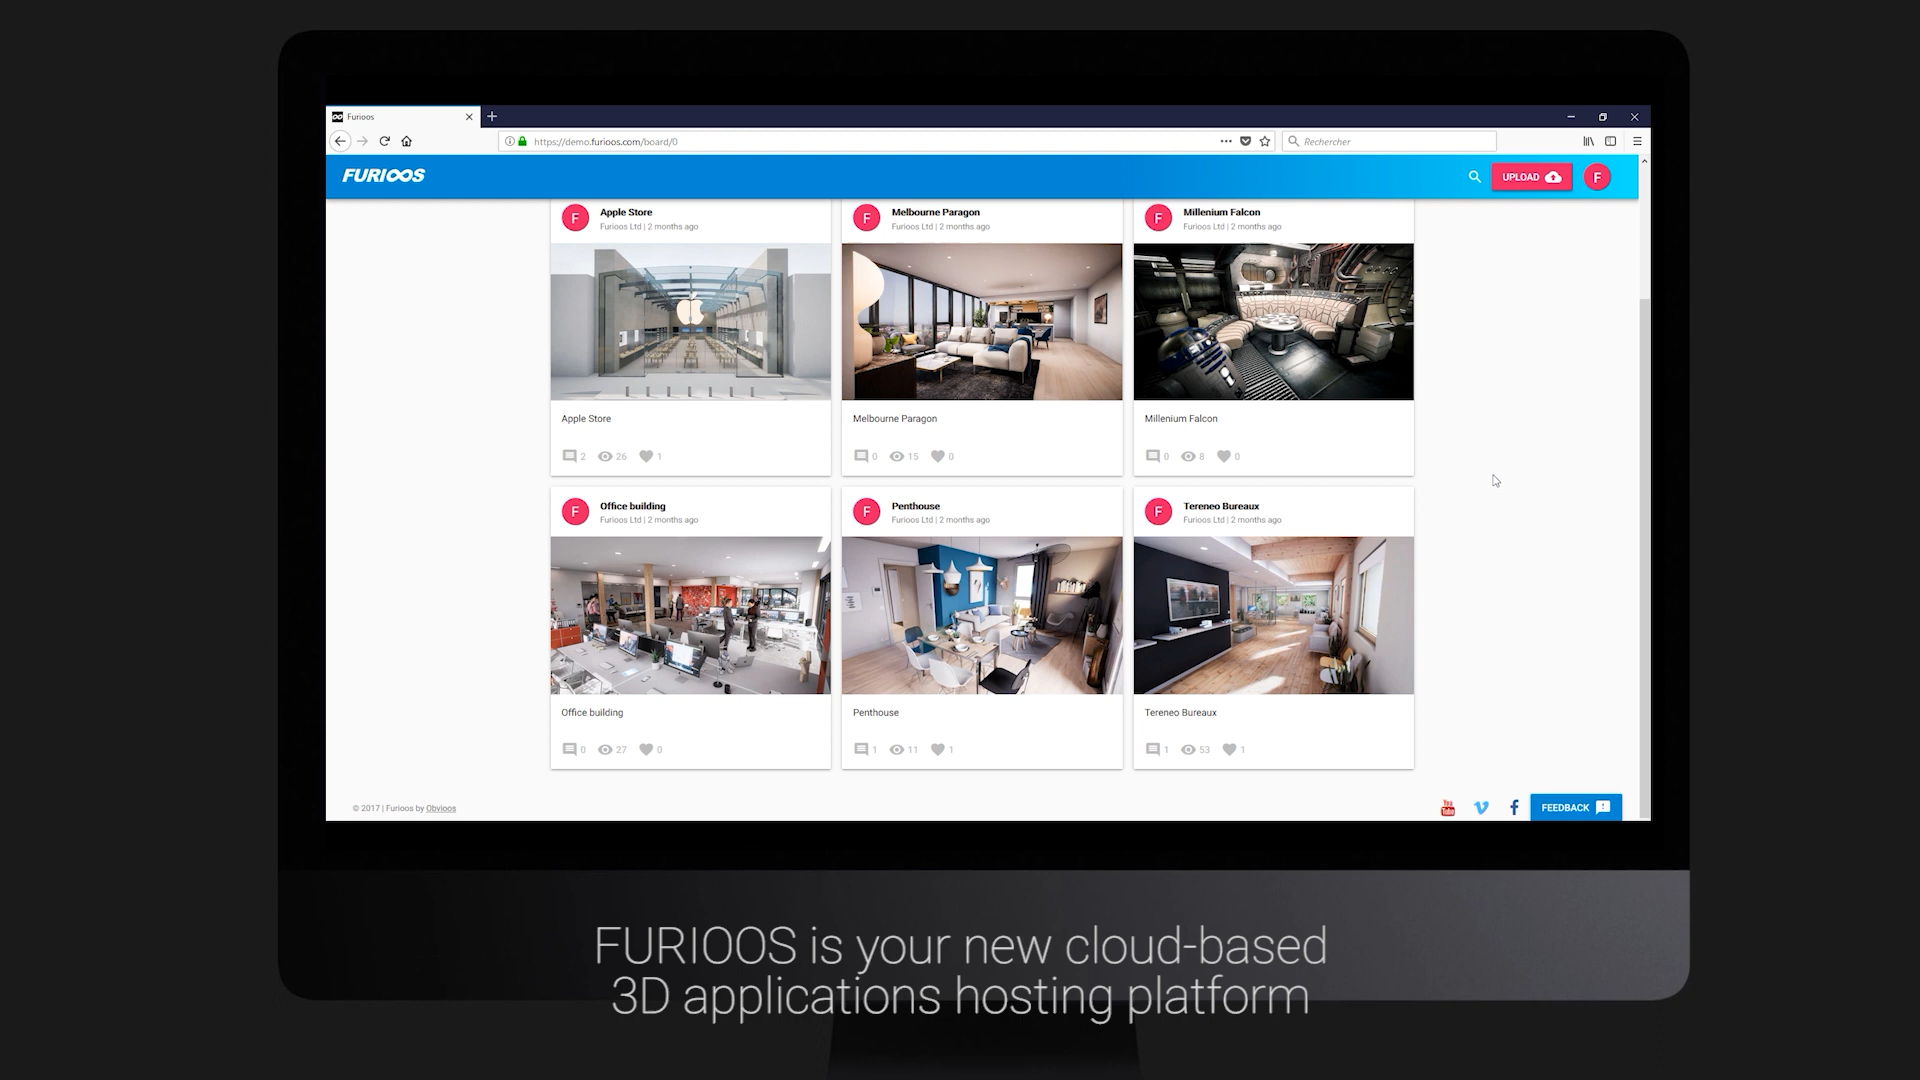 Furioos
https://demo.furioos.com/board/0
Rechercher
FURIOOS
UPLOAD
F
F
Apple Store
Furioos Ltd | 2 months ago
F
Melbourne Paragon
Furioos Ltd | 2 months ago
F
Millenium Falcon
Furioos Ltd | 2 months ago
Apple Store
Melbourne Paragon
Millenium Falcon
2 26 1
0 15 0
0 8 0
F
Office building
Furioos Ltd | 2 months ago
F
Penthouse
Furioos Ltd | 2 months ago
F
Tereneo Bureaux
Furioos Ltd | 2 months ago
Office building
Penthouse
Tereneo Bureaux
0 27 0
1 11 1
1 53 1
© 2017 | Furioos by Obvioos
You Tube
FEEDBACK
FURIOOS is your new cloud-based
3D applications hosting platform